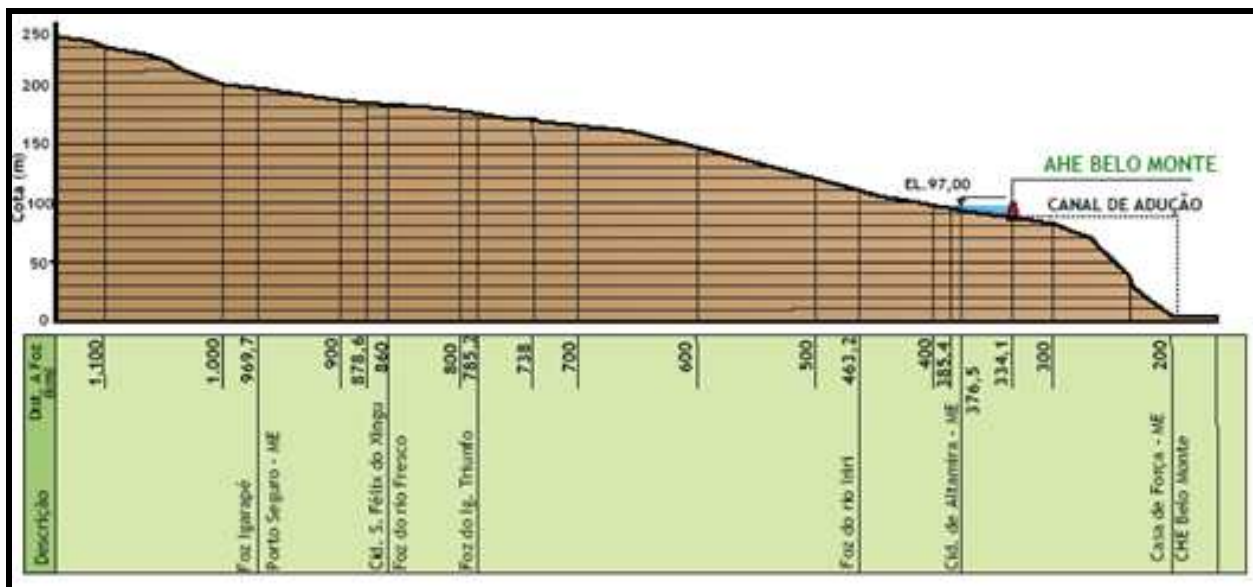 250
200
150
100
50
0
Cota (m)
EL.97,00
AHE BELO MONTE
CANAL DE ADUÇÃO
Dist. A Foz
(km)
1.100
1.000
969,7
900
878,6
860
800
785,2
738
700
600
500
463,2
400
385,4
376,5
334,1
300
200
Descrição
Foz Igarapé
Porto Seguro - ME
Cid. S. Félix do Xingu
Foz do rio Fresco
Foz do Ig. Triunfo
Foz do rio Iriri
Cid. de Altamira - ME
Casa de Força - ME
CHE Belo Monte